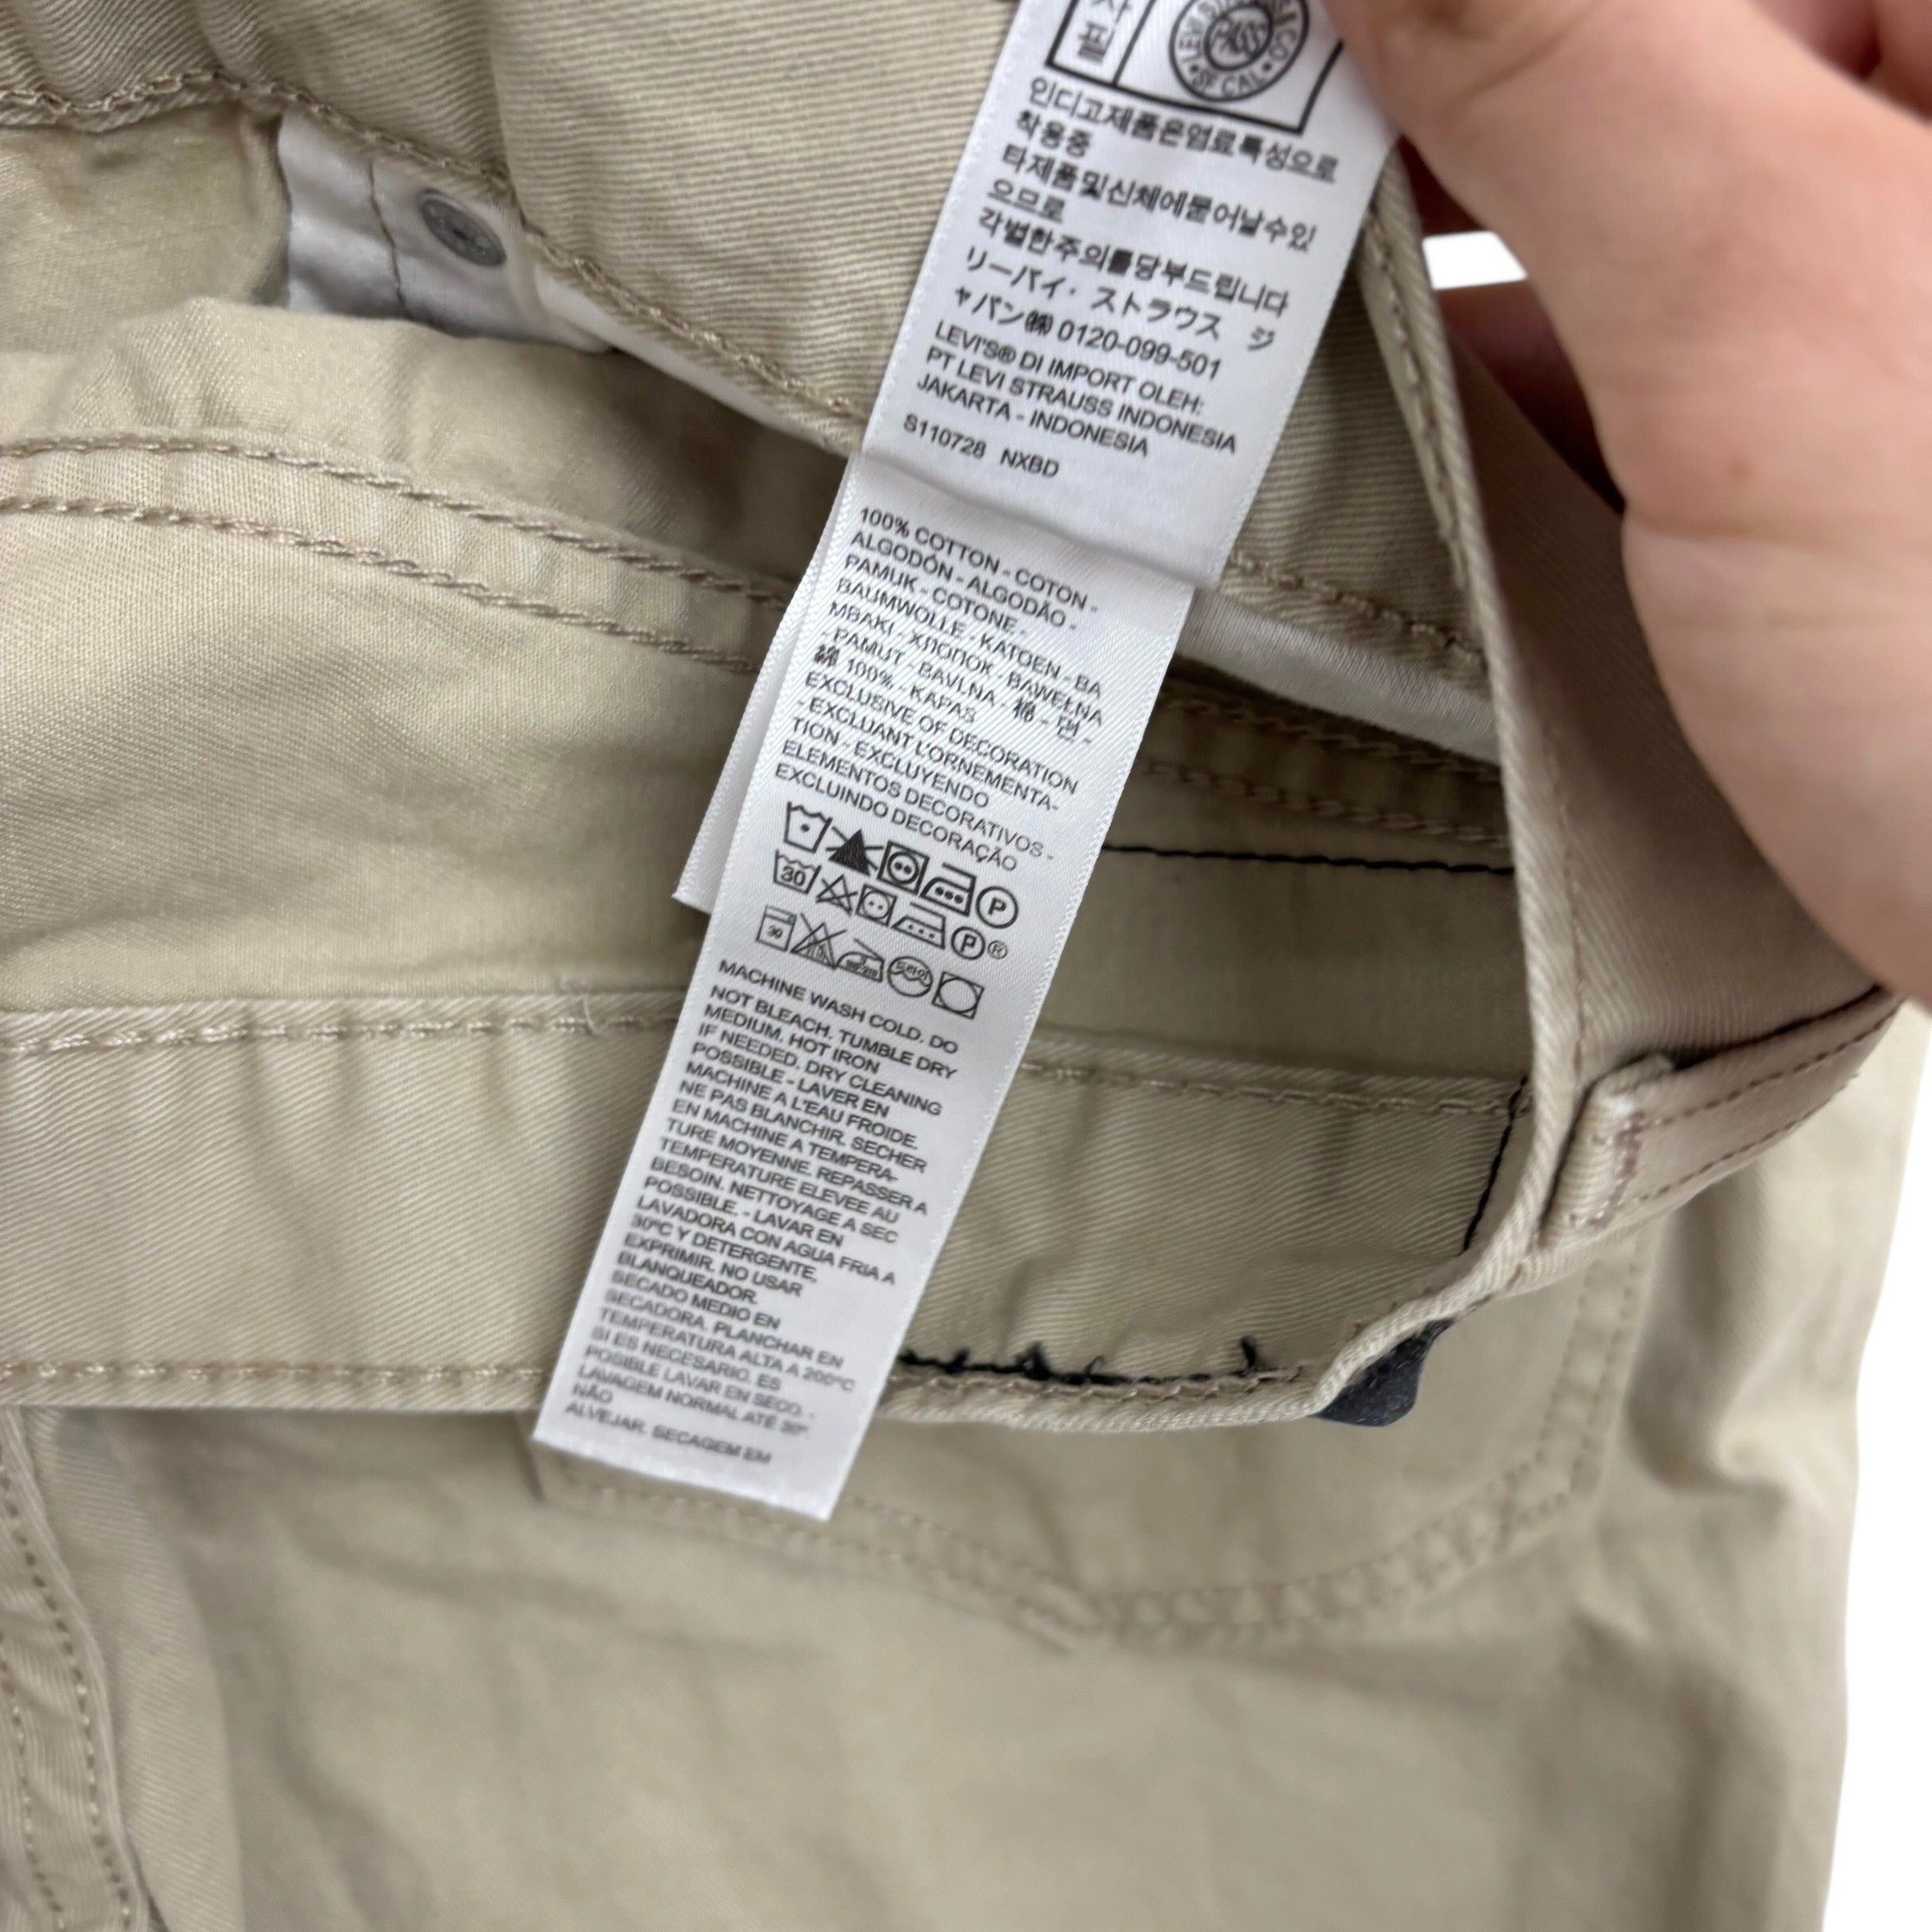 인디고제품은염료특성으로
착용중
타제품및신체에묻어날수있
으므로
각별한주의를당부드립니다
リーバイ・ストラウス ジ
ャパン㈱ 0120-099-501
LEVI'S® DI IMPORT OLEH:
PT LEVI STRAUSS INDONESIA
JAKARTA - INDONESIA
S110728 NXBD
100% COTTON - COTON -
ALGODÓN - ALGODÃO -
PAMUK - COTONE -
BAUMWOLLE - KATOEN - BA
MBAKI - ХЛОПОК - BAWEŁNA
- PAMUT - BAVLNA - 棉 - 면 -
綿 100% - KAPAS
EXCLUSIVE OF DECORATION
- EXCLUANT L'ORNEMENTA-
TION - EXCLUYENDO
ELEMENTOS DECORATIVOS -
EXCLUINDO DECORAÇÃO
P
30 P ®
30 드라이
MACHINE WASH COLD. DO
NOT BLEACH. TUMBLE DRY
MEDIUM. HOT IRON
IF NEEDED. DRY CLEANING
POSSIBLE - LAVER EN
MACHINE A L'EAU FROIDE.
NE PAS BLANCHIR. SECHER
EN MACHINE A TEMPERA-
TURE MOYENNE. REPASSER A
TEMPERATURE ELEVEE AU
BESOIN. NETTOYAGE A SEC
POSSIBLE. - LAVAR EN
LAVADORA CON AGUA FRIA A
30ºC Y DETERGENTE.
EXPRIMIR. NO USAR
BLANQUEADOR.
SECADO MEDIO EN
SECADORA. PLANCHAR EN
TEMPERATURA ALTA A 200ºC
SI ES NECESARIO. ES
POSIBLE LAVAR EN SECO. -
LAVAGEM NORMAL ATÉ 30º.
NÃO
ALVEJAR. SECAGEM EM